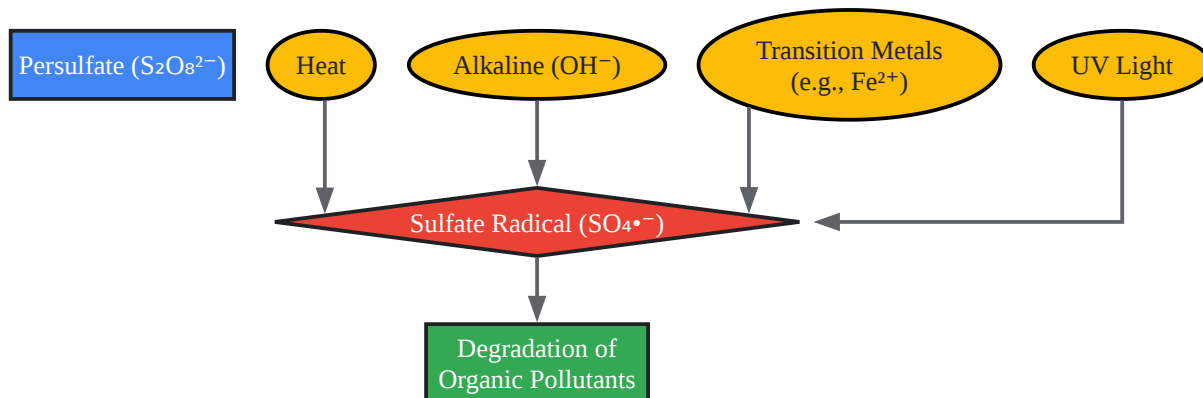 Persulfate (S₂O₈²⁻)
Heat
Alkaline (OH⁻)
Transition Metals
(e.g., Fe²⁺)
UV Light
Sulfate Radical (SO₄•⁻)
Degradation of
Organic Pollutants